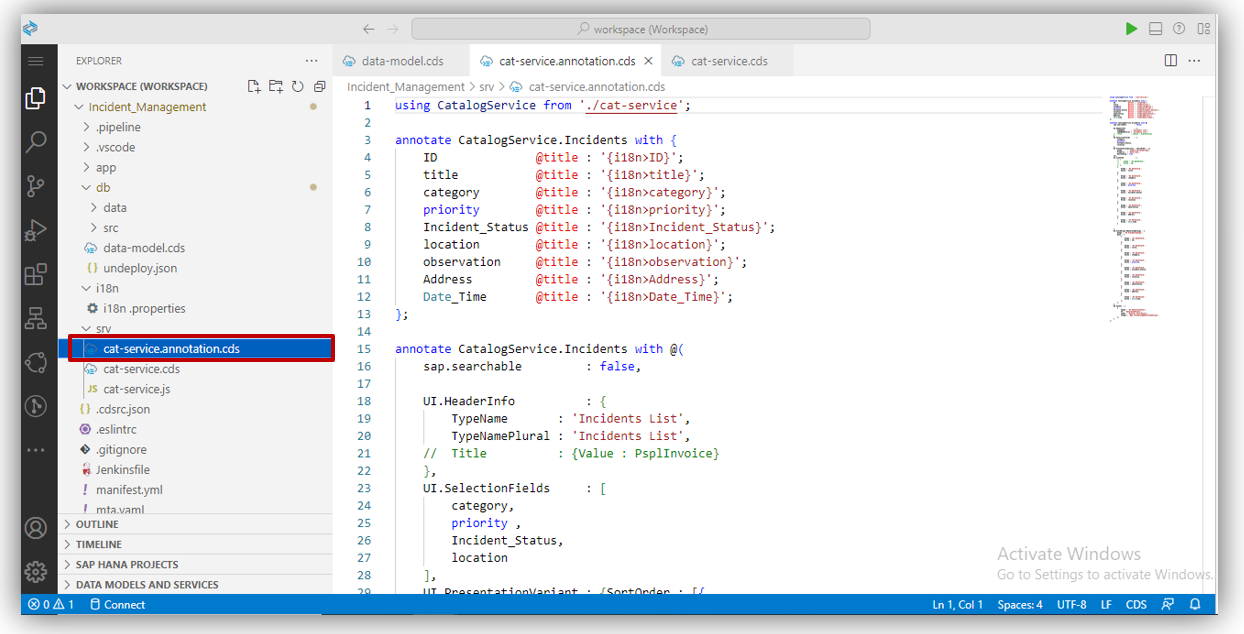 workspace (Workspace)
EXPLORER
WORKSPACE (WORKSPACE)
Incident_Management
.pipeline
.vscode
app
db
data
src
data-model.cds
{} undeploy.json
i18n
i18n .properties
srv
cat-service.annotation.cds
cat-service.cds
JS cat-service.js
{} .cdsrc.json
.eslintrc
.gitignore
Jenkinsfile
! manifest.yml
! mta.yaml
OUTLINE
TIMELINE
SAP HANA PROJECTS
DATA MODELS AND SERVICES
data-model.cds
cat-service.annotation.cds
cat-service.cds
Incident_Management > srv > cat-service.annotation.cds
1 using CatalogService from './cat-service';
2
3 annotate CatalogService.Incidents with {
4 ID @title : '{i18n>ID}';
5 title @title : '{i18n>title}';
6 category @title : '{i18n>category}';
7 priority @title : '{i18n>priority}';
8 Incident_Status @title : '{i18n>Incident_Status}';
9 location @title : '{i18n>location}';
10 observation @title : '{i18n>observation}';
11 Address @title : '{i18n>Address}';
12 Date_Time @title : '{i18n>Date_Time}';
13 };
14
15 annotate CatalogService.Incidents with @(
16 sap.searchable : false,
17
18 UI.HeaderInfo : {
19 TypeName : 'Incidents List',
20 TypeNamePlural : 'Incidents List',
21 // Title : {Value : PsplInvoice}
22 },
23 UI.SelectionFields : [
24 category,
25 priority ,
26 Incident_Status,
27 location
28 ],
29 UI.PresentationVariant : {SortOrder : [{
Activate Windows
Go to Settings to activate Windows.
0 1 Connect
Ln 1, Col 1 Spaces: 4 UTF-8 LF CDS